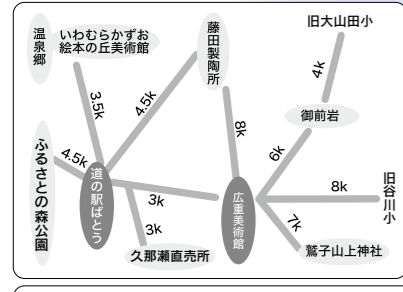 温泉郷
いわむらかずお
絵本の丘美術館
藤田製陶所
旧大山田小
4k
御前岩
3.5k
4.5k
8k
6k
ふるさとの森公園
4.5k
道の駅ばとう
3k
3k
広重美術館
8k
旧谷川小
7k
久那瀬直売所
鷲子山上神社